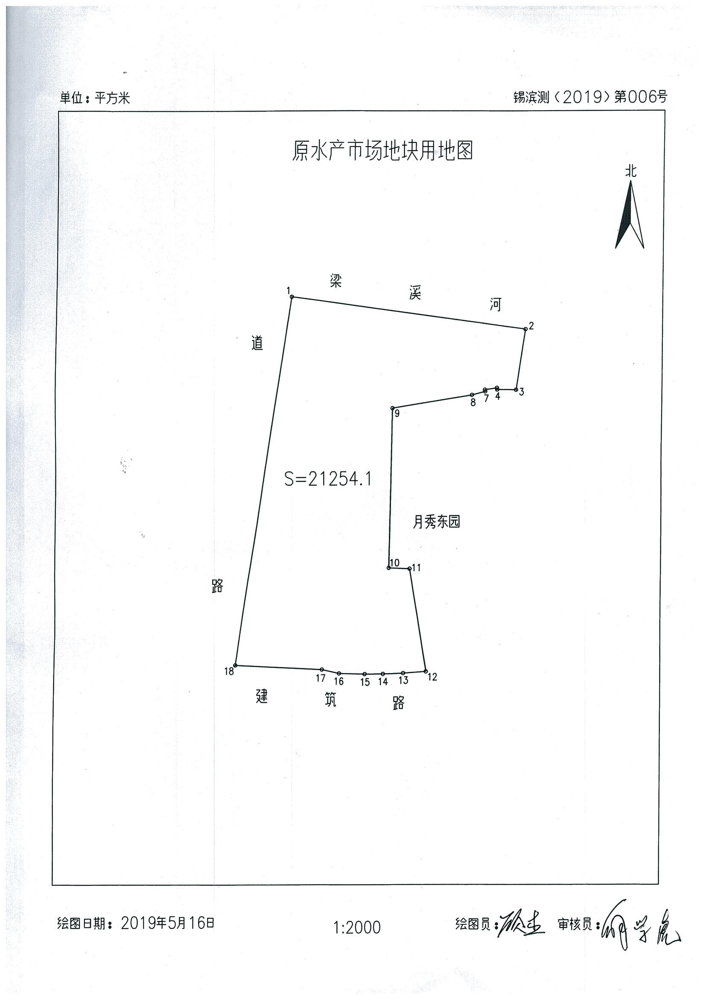 单位：平方米
锡滨测（2019）第006号
原水产市场地块用地图
北
梁溪河
1
2
道
3
4
7
8
9
S=21254.1
月秀东园
10
11
路
18
17
16
15
14
13
12
建筑路
绘图日期：2019年5月16日
1:2000
绘图员：
审核员：